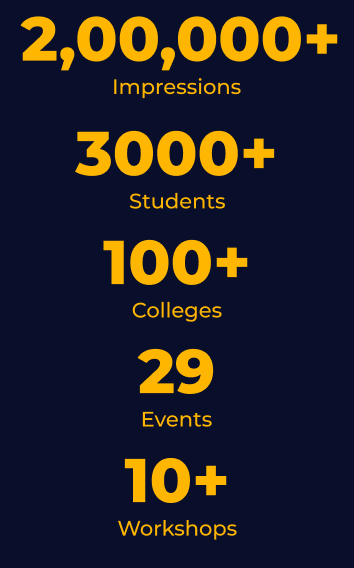 2,00,000+
Impressions
3000+
Students
100+
Colleges
29
Events
10+
Workshops